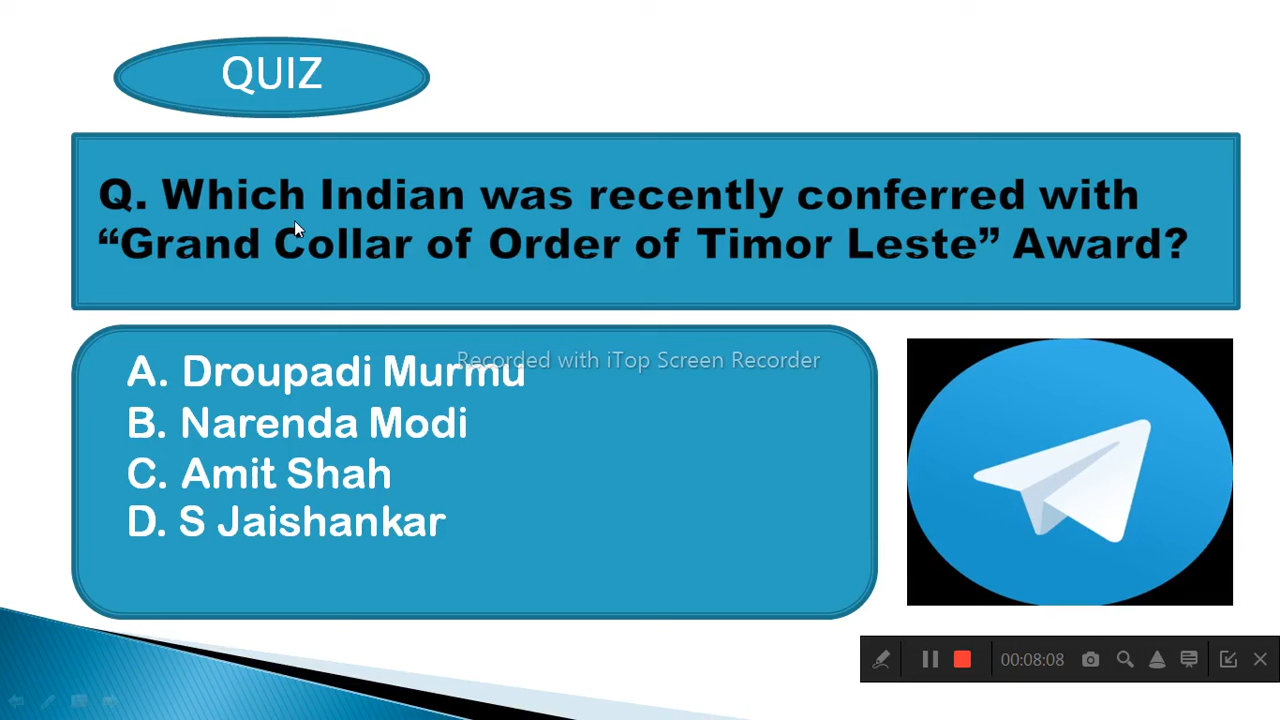 QUIZ
Q. Which Indian was recently conferred with
“Grand Collar of Order of Timor Leste” Award?
Recorded with iTop Screen Recorder
A. Droupadi Murmu
B. Narenda Modi
C. Amit Shah
D. S Jaishankar
00:08:08